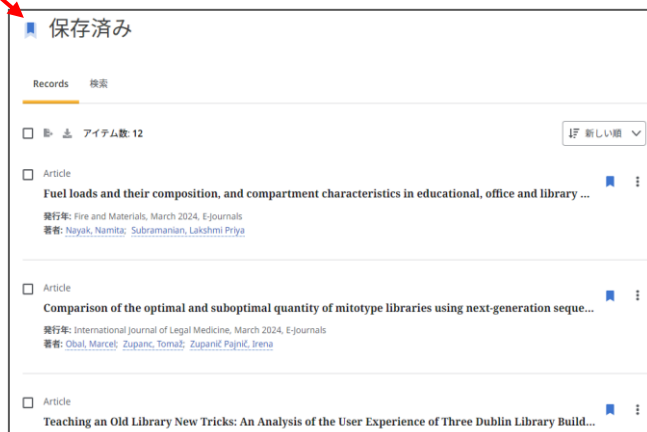 保存済み
Records 検索
アイテム数: 12 新しい順
Article
Fuel loads and their composition, and compartment characteristics in educational, office and library ...
発行年: Fire and Materials, March 2024, E-Journals
著者: Nayak, Namita; Subramanian, Lakshmi Priya
Article
Comparison of the optimal and suboptimal quantity of mitotype libraries using next-generation seque...
発行年: International Journal of Legal Medicine, March 2024, E-Journals
著者: Obal, Marcel; Zupanc, Tomaž; Zupanič Pajnič, Irena
Article
Teaching an Old Library New Tricks: An Analysis of the User Experience of Three Dublin Library Build...